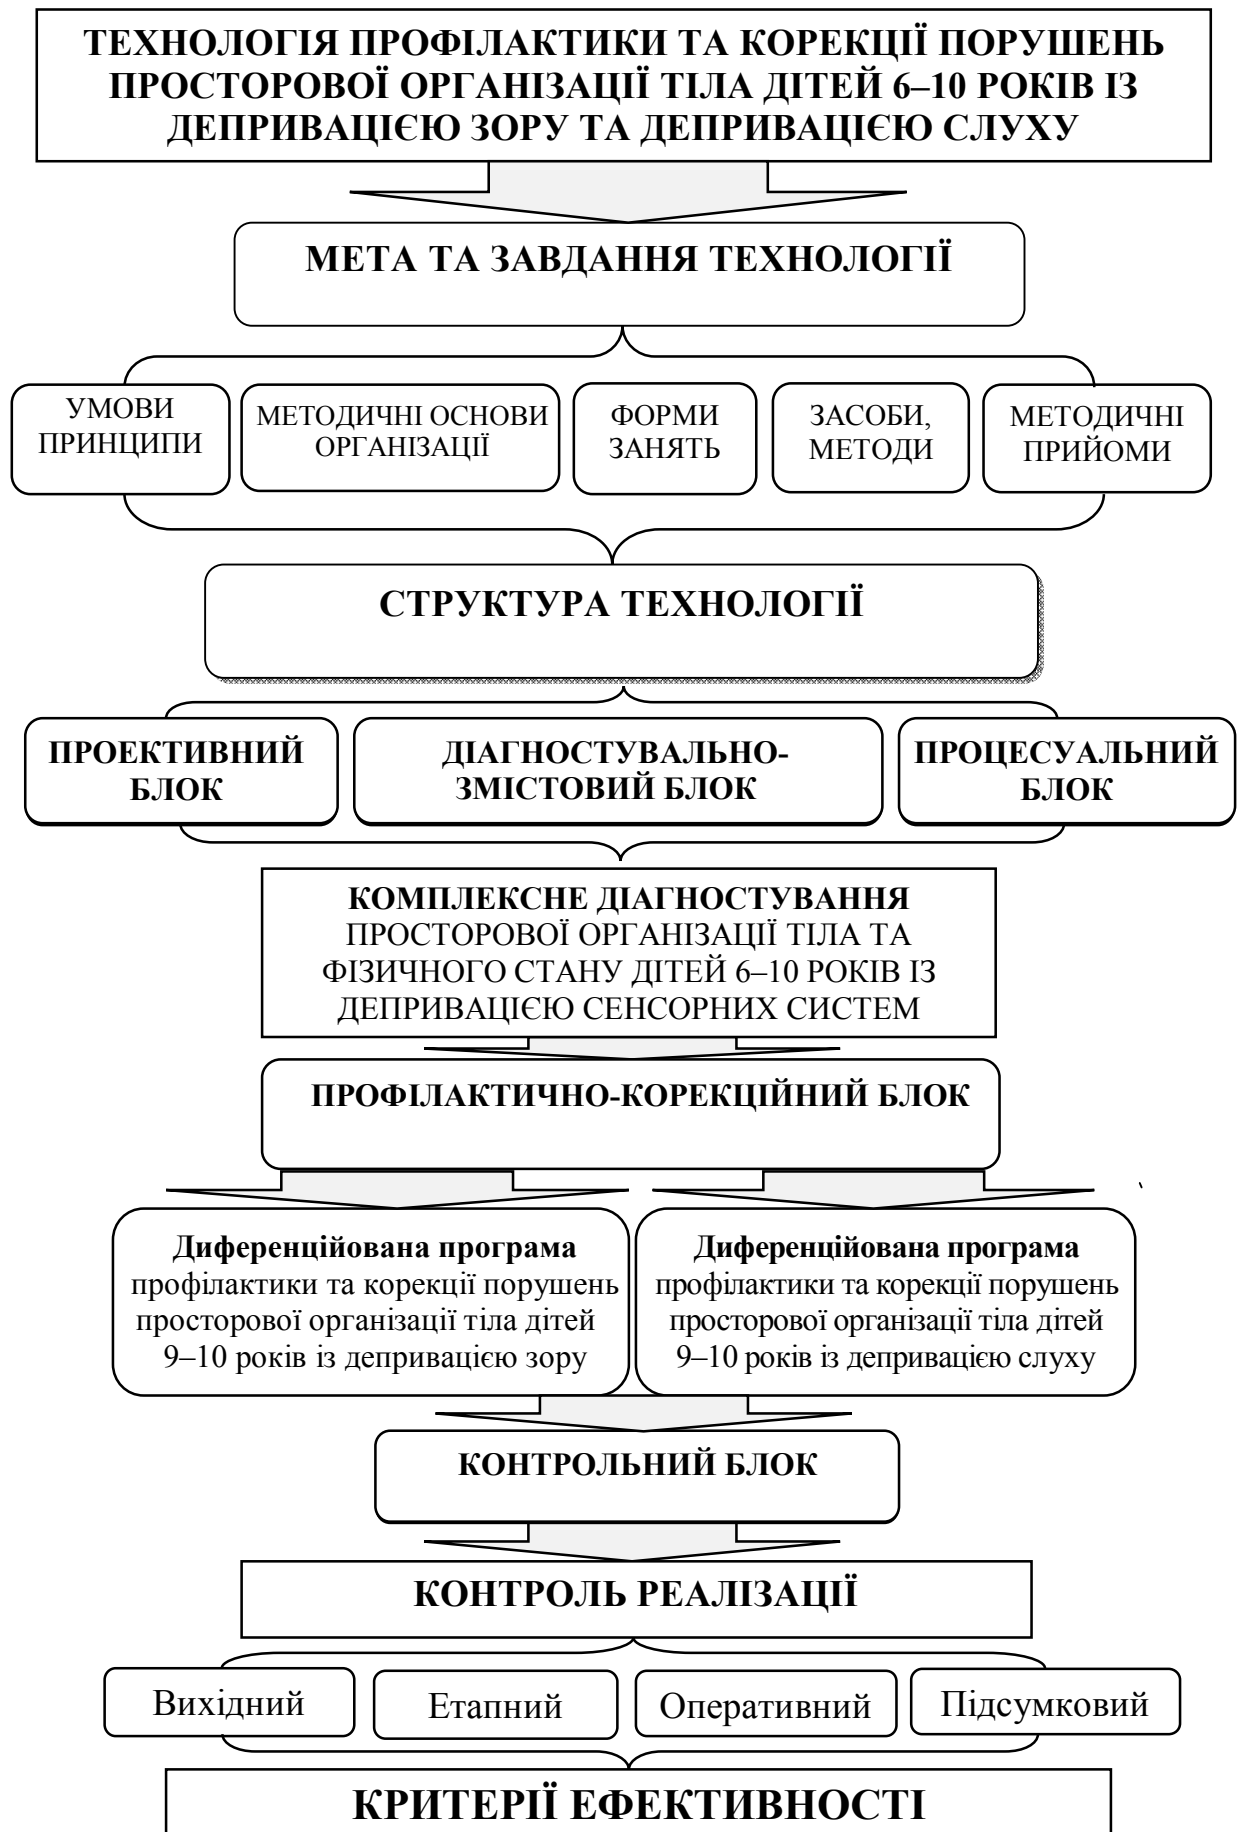 ТЕХНОЛОГІЯ ПРОФІЛАКТИКИ ТА КОРЕКЦІЇ ПОРУШЕНЬ
ПРОСТОРОВОЇ ОРГАНІЗАЦІЇ ТІЛА ДІТЕЙ 6–10 РОКІВ ІЗ
ДЕПРИВАЦІЄЮ ЗОРУ ТА ДЕПРИВАЦІЄЮ СЛУХУ
МЕТА ТА ЗАВДАННЯ ТЕХНОЛОГІЇ
УМОВИ
ПРИНЦИПИ
МЕТОДИЧНІ ОСНОВИ
ОРГАНІЗАЦІЇ
ФОРМИ
ЗАНЯТЬ
ЗАСОБИ,
МЕТОДИ
МЕТОДИЧНІ
ПРИЙОМИ
СТРУКТУРА ТЕХНОЛОГІЇ
ПРОЕКТИВНИЙ
БЛОК
ДІАГНОСТУВАЛЬНО-
ЗМІСТОВИЙ БЛОК
ПРОЦЕСУАЛЬНИЙ
БЛОК
КОМПЛЕКСНЕ ДІАГНОСТУВАННЯ
ПРОСТОРОВОЇ ОРГАНІЗАЦІЇ ТІЛА ТА
ФІЗИЧНОГО СТАНУ ДІТЕЙ 6–10 РОКІВ ІЗ
ДЕПРИВАЦІЄЮ СЕНСОРНИХ СИСТЕМ
ПРОФІЛАКТИЧНО-КОРЕКЦІЙНИЙ БЛОК
Диференційована програма
профілактики та корекції порушень
просторової організації тіла дітей
9–10 років із депривацією зору
Диференційована програма
профілактики та корекції порушень
просторової організації тіла дітей
9–10 років із депривацією слуху
КОНТРОЛЬНИЙ БЛОК
КОНТРОЛЬ РЕАЛІЗАЦІЇ
Вихідний
Етапний
Оперативний
Підсумковий
КРИТЕРІЇ ЕФЕКТИВНОСТІ